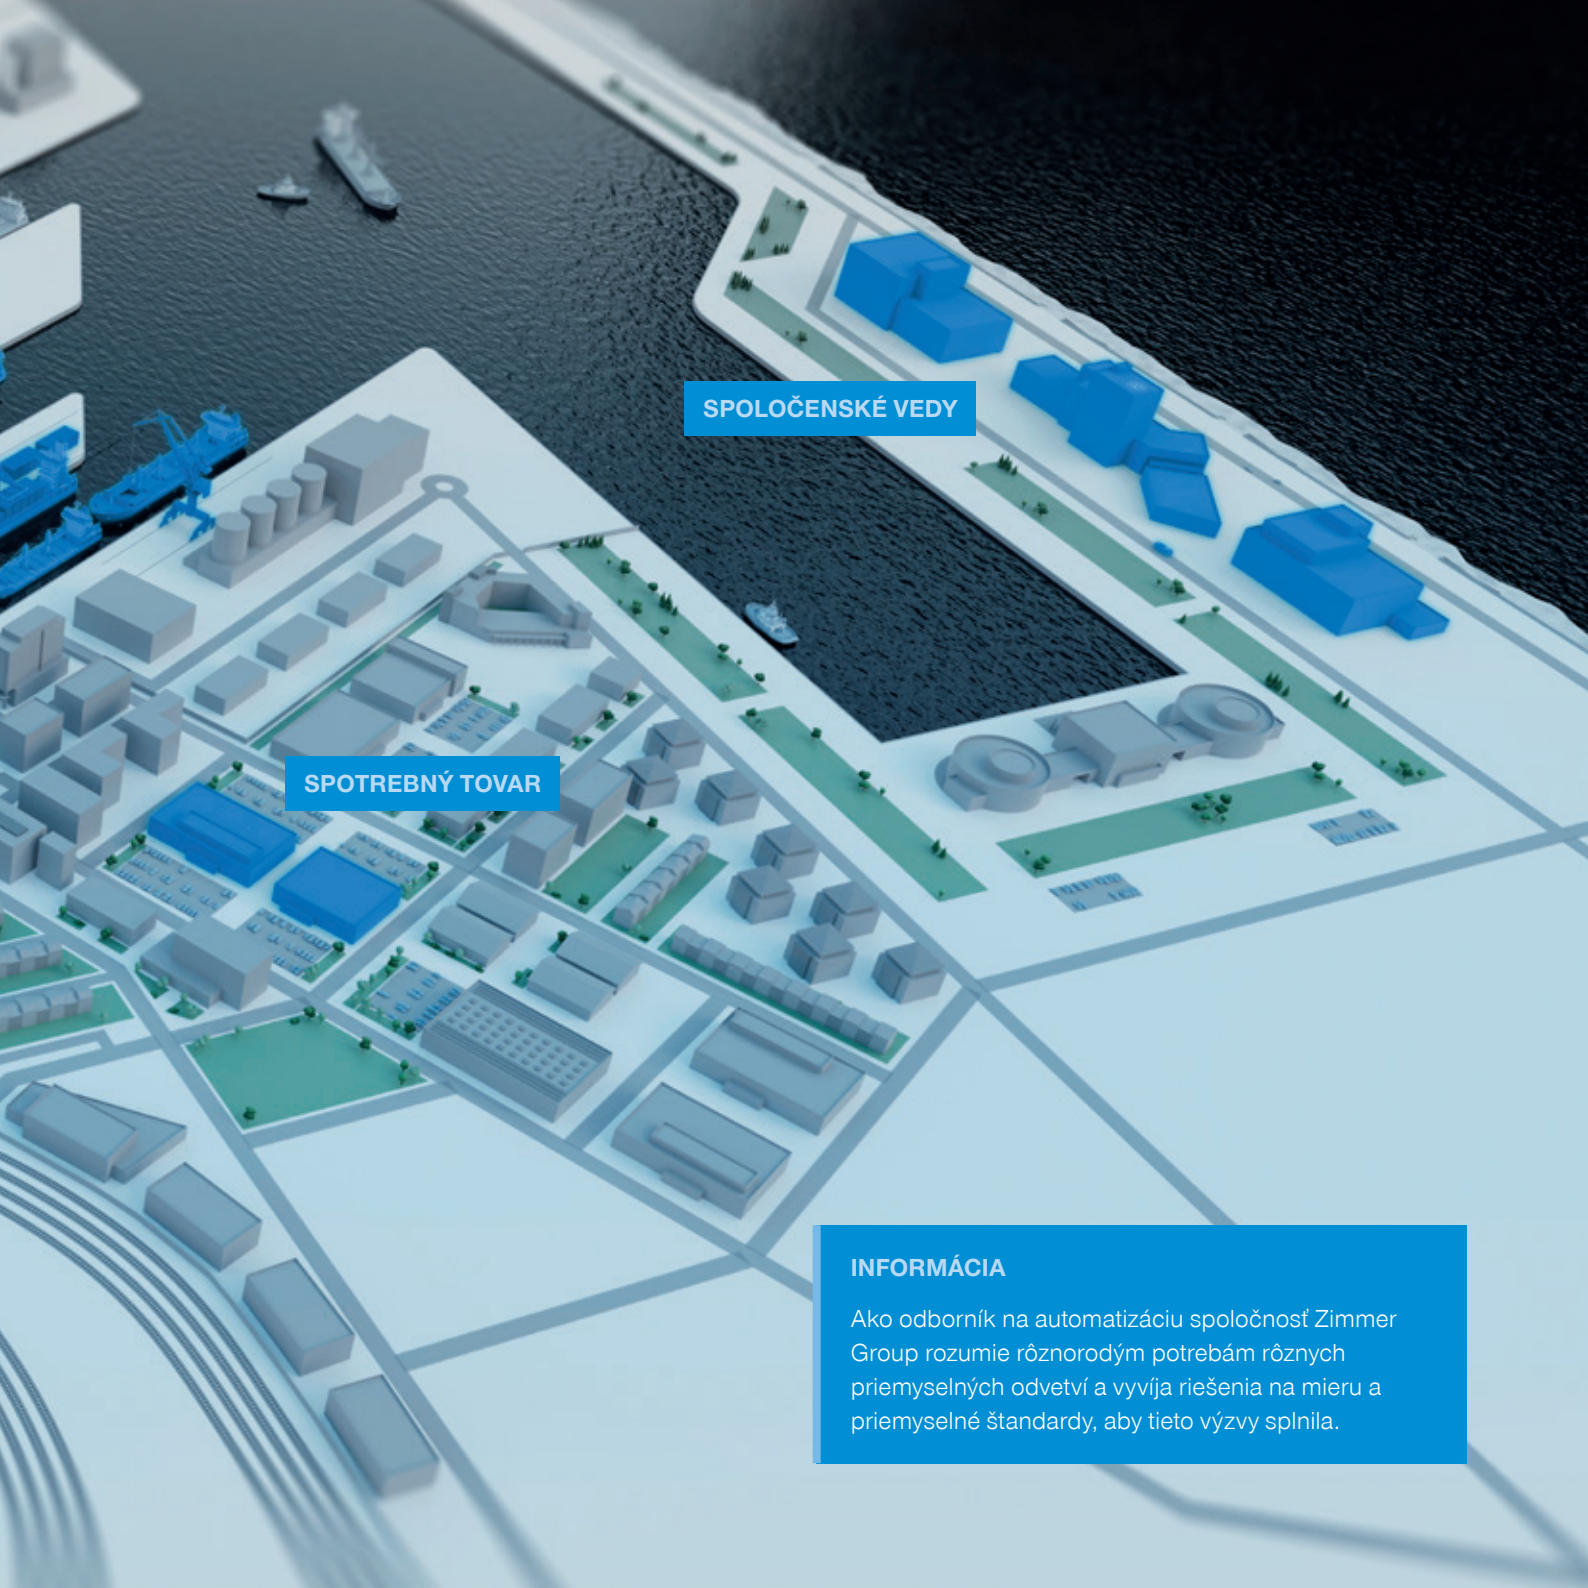 SPOLOČENSKÉ VEDY
SPOTREBNÝ TOVAR
INFORMÁCIA
Ako odborník na automatizáciu spoločnosť Zimmer
Group rozumie rôznorodým potrebám rôznych
priemyselných odvetví a vyvíja riešenia na mieru a
priemyselné štandardy, aby tieto výzvy splnila.